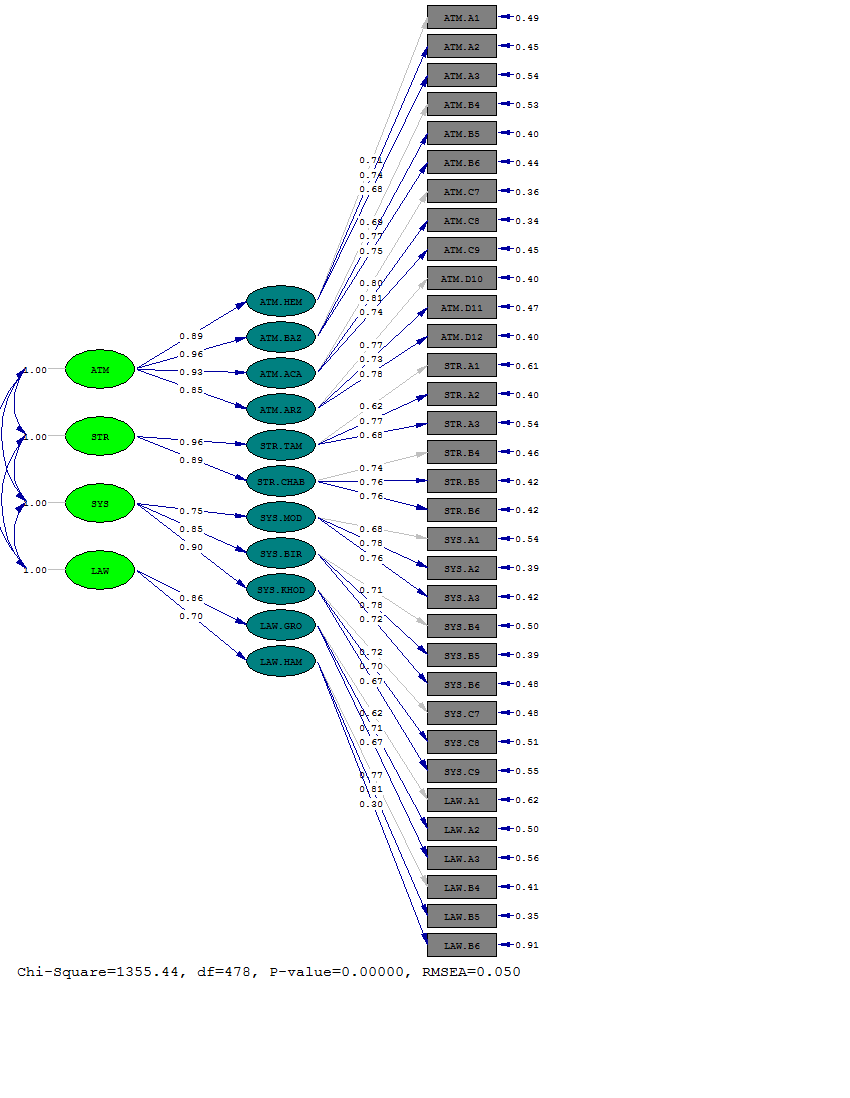 ATM.A1 0.49
ATM.A2 0.45
ATM.A3 0.54
ATM.B4 0.53
ATM.B5 0.40
ATM.B6 0.44
ATM.C7 0.36
ATM.C8 0.34
ATM.C9 0.45
ATM.D10 0.40
ATM.D11 0.47
ATM.D12 0.40
STR.A1 0.61
STR.A2 0.40
STR.A3 0.54
STR.B4 0.46
STR.B5 0.42
STR.B6 0.42
SYS.A1 0.54
SYS.A2 0.39
SYS.A3 0.42
SYS.B4 0.50
SYS.B5 0.39
SYS.B6 0.48
SYS.C7 0.48
SYS.C8 0.51
SYS.C9 0.55
LAW.A1 0.62
LAW.A2 0.50
LAW.A3 0.56
LAW.B4 0.41
LAW.B5 0.35
LAW.B6 0.91
0.71
0.74
0.68
0.69
0.77
0.75
0.80
0.81
0.74
0.77
0.73
0.78
0.62
0.77
0.68
0.74
0.76
0.76
0.68
0.78
0.76
0.71
0.78
0.72
0.72
0.70
0.67
0.62
0.71
0.67
0.77
0.81
0.30
ATM.HEM
ATM.BAZ
ATM.ACA
ATM.ARZ
STR.TAM
STR.CHAB
SYS.MOD
SYS.BIR
SYS.KHOD
LAW.GRO
LAW.HAM
0.89
0.96
0.93
0.85
0.96
0.89
0.75
0.85
0.90
0.86
0.70
1.00 ATM
1.00 STR
1.00 SYS
1.00 LAW
Chi-Square=1355.44, df=478, P-value=0.00000, RMSEA=0.050